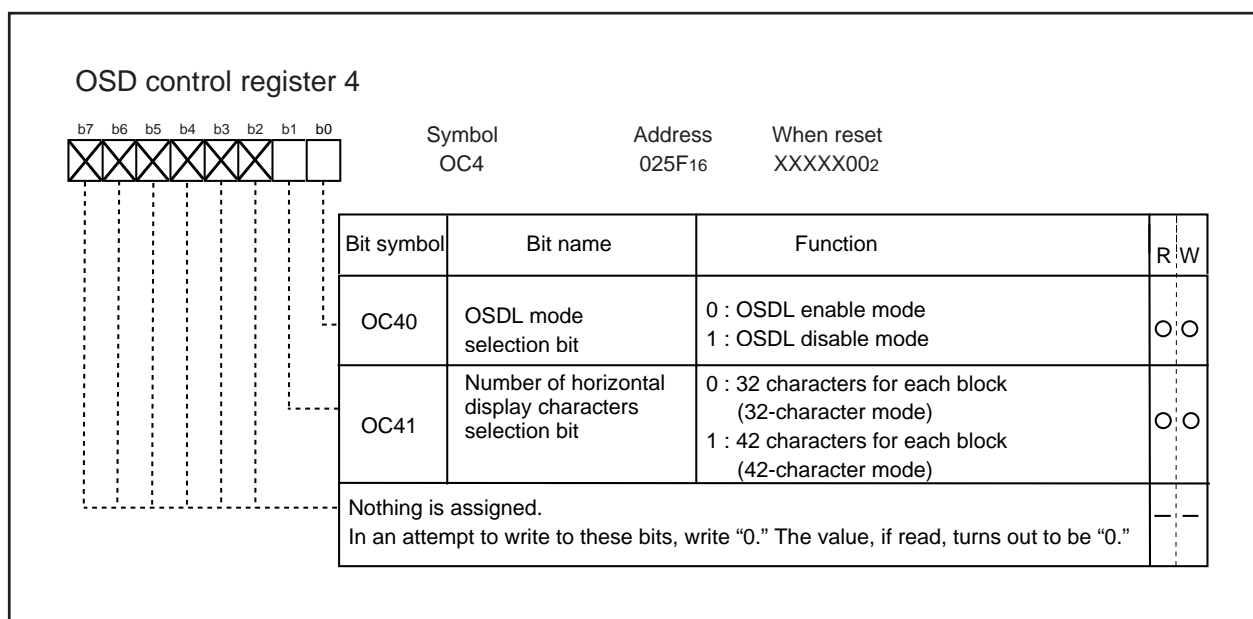 OSD control register 4
b7 b6 b5 b4 b3 b2 b1 b0
Symbol Address When reset
OC4 025F16 XXXXX002
Bit symbol Bit name Function R W
OC40 OSDL mode selection bit
0 : OSDL enable mode
1 : OSDL disable mode
OC41 Number of horizontal
display characters
selection bit
0 : 32 characters for each block
(32-character mode)
1 : 42 characters for each block
(42-character mode)
Nothing is assigned.
In an attempt to write to these bits, write “0.” The value, if read, turns out to be “0.”